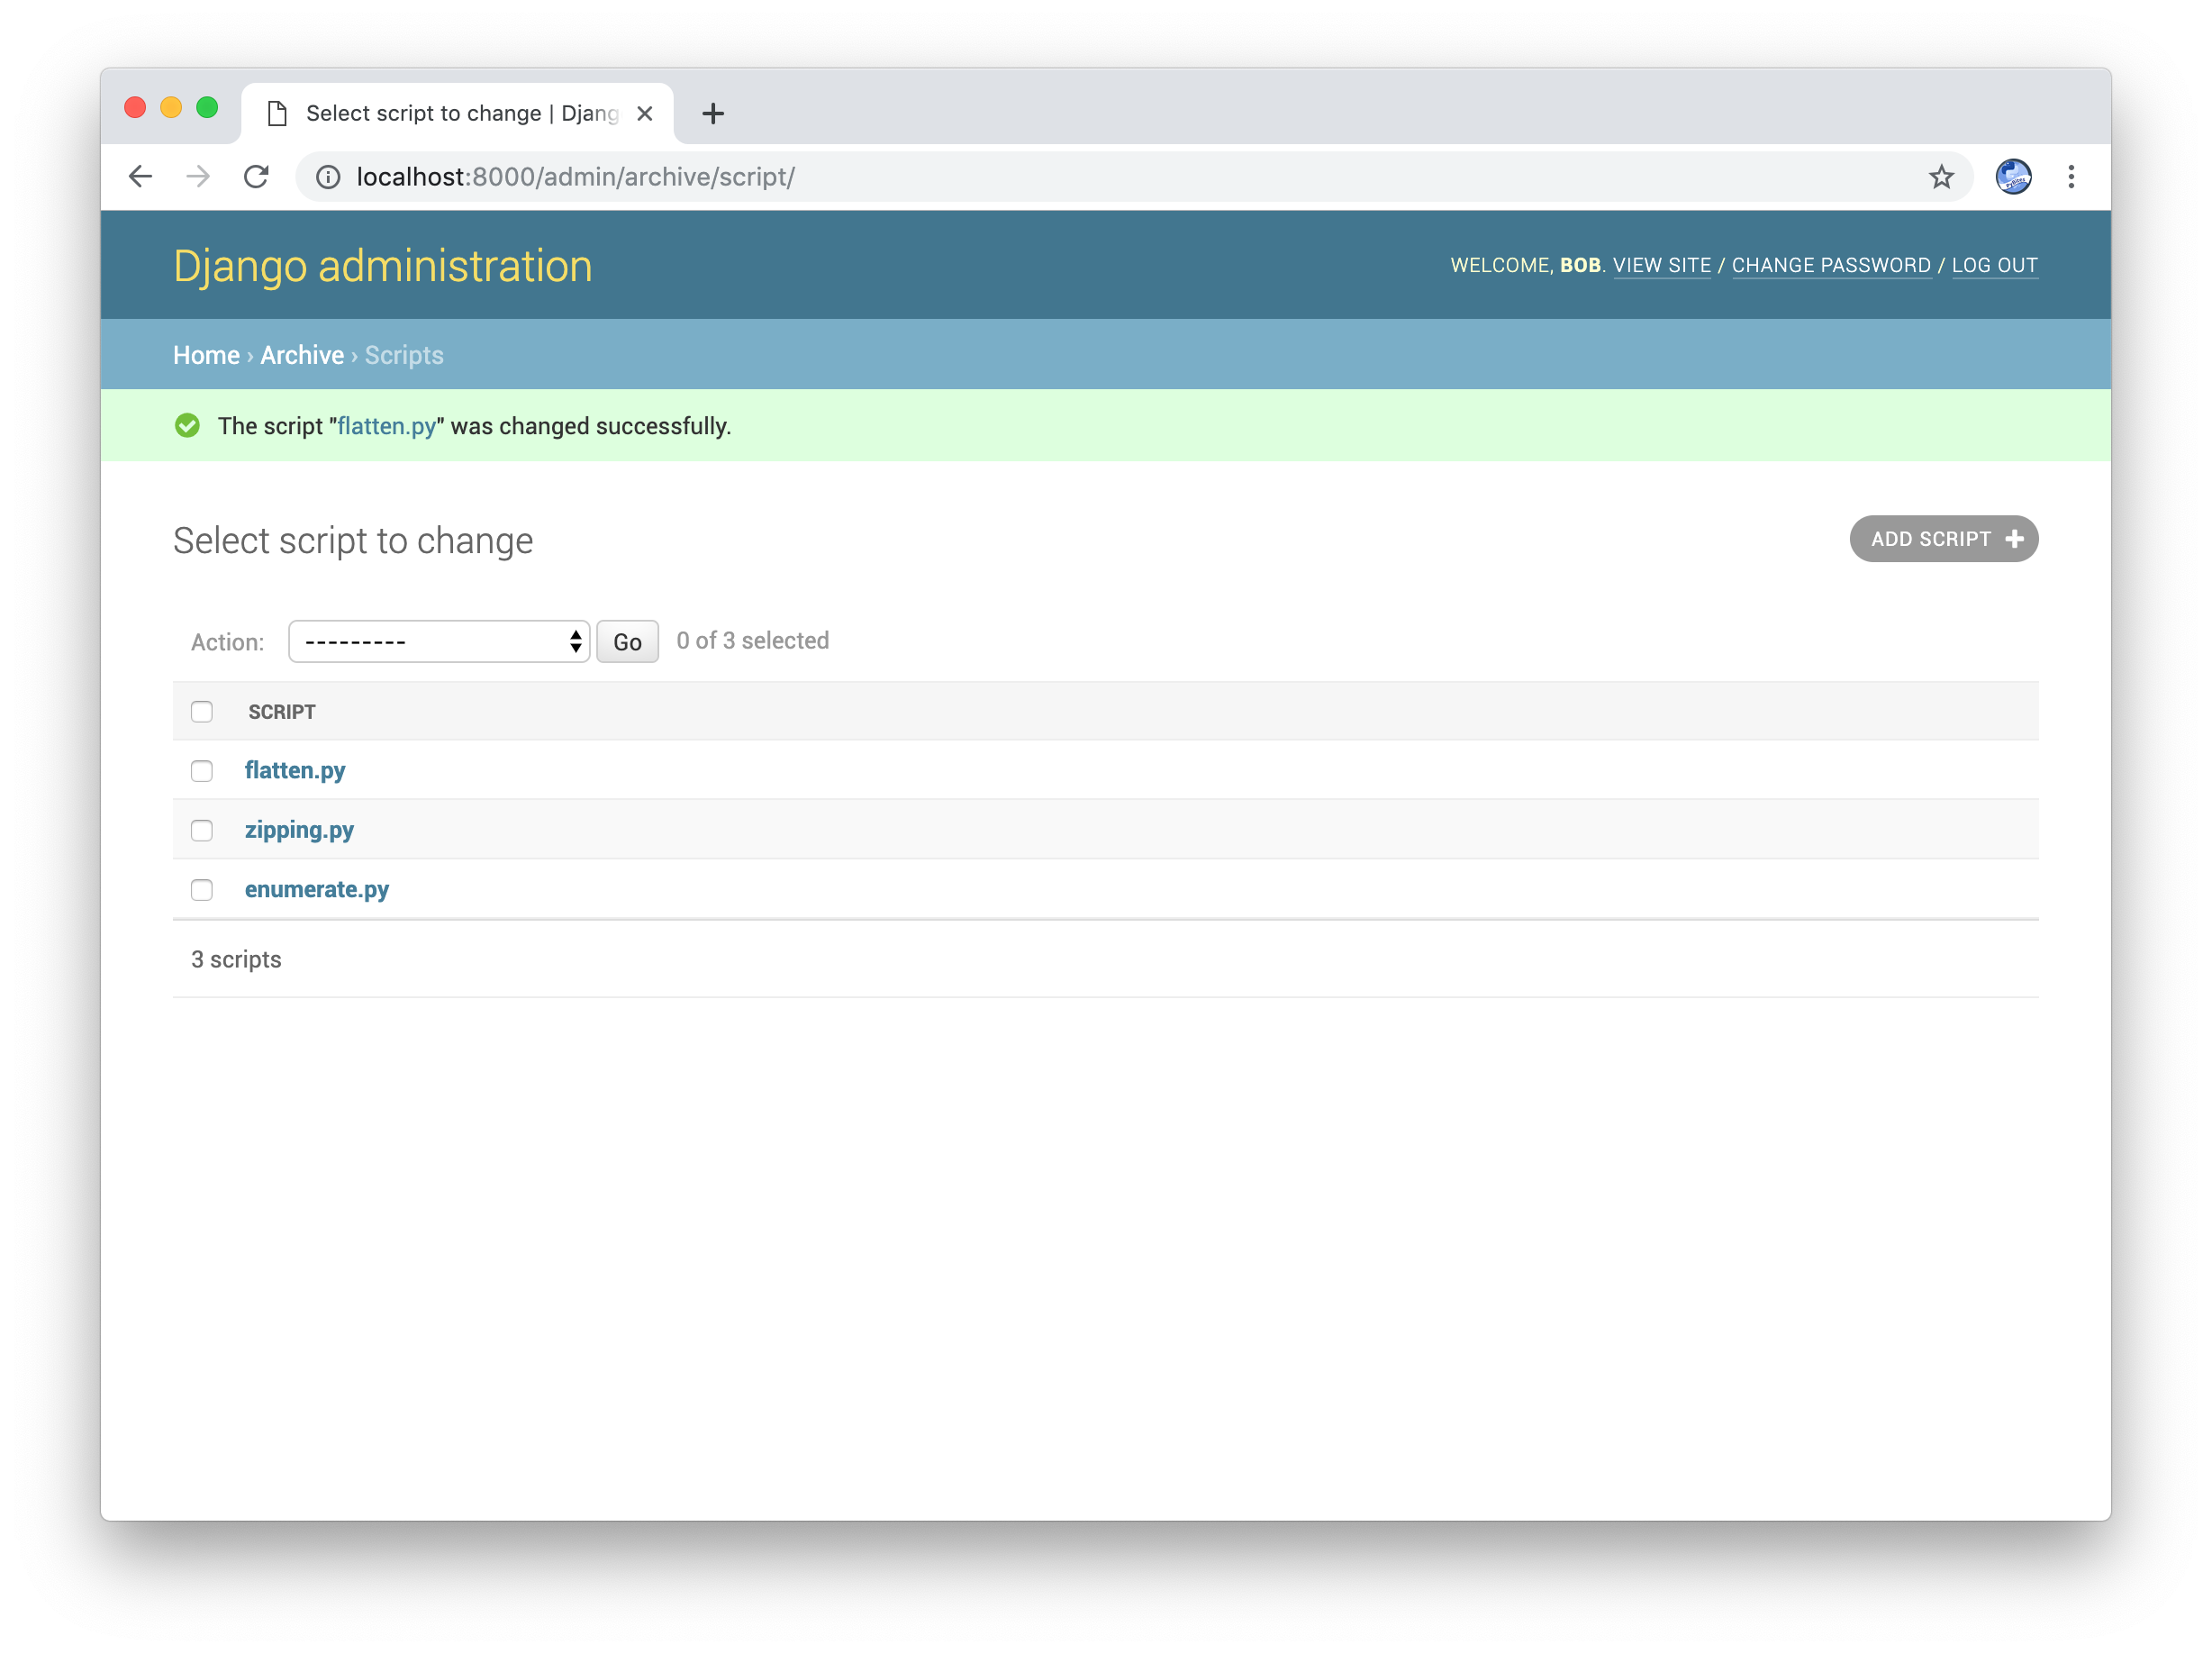 Select script to change | Djang
localhost:8000/admin/archive/script/
Django administration
WELCOME, BOB. VIEW SITE / CHANGE PASSWORD / LOG OUT
Home › Archive › Scripts
The script "flatten.py" was changed successfully.
Select script to change
ADD SCRIPT
Action: --------- Go 0 of 3 selected
SCRIPT
flatten.py
zipping.py
enumerate.py
3 scripts